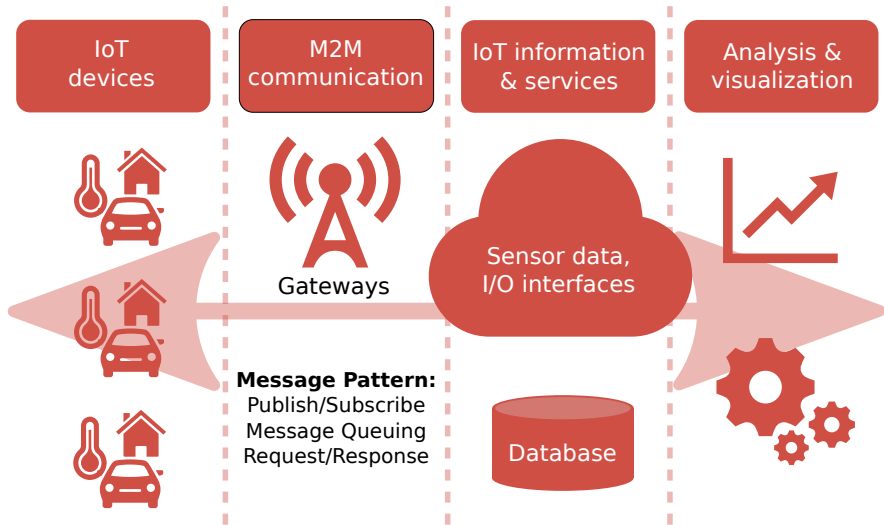 IoT
devices
M2M
communication
IoT information
& services
Analysis &
visualization
Gateways
Sensor data,
I/O interfaces
Message Pattern:
Publish/Subscribe
Message Queuing
Request/Response
Database